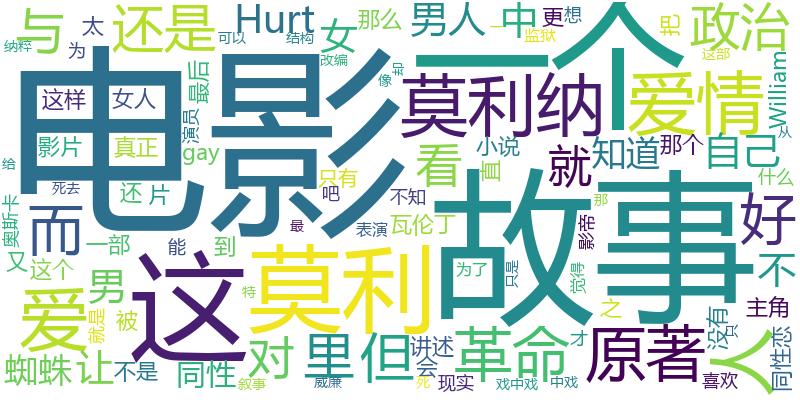 与 还是 Hurt 那么 男人 中 更 想 政治
纳粹 太 可以 结构 女 一个 监狱 把 这部
为 改编 像 却
电影 莫利纳 爱情 William
这样 女人 最后 演员
影片 真正 gay 看 小说 就 知道 那个 自己 从
给 死去 只有 直 什么
奥斯卡 而 还 片 吧 不知 瓦伦丁 故事 影帝 那 好
一部 能 到 最 表演
又 这个 这 莫利 为了 只是 觉得 不
爱 男 特 之 没有 主角
就是 被 对 里 但 讲述 革命 才 原著 人 同性恋
蜘蛛 让 不是 同性 叙事 威廉 死 会 现实 戏中戏 中戏 喜欢